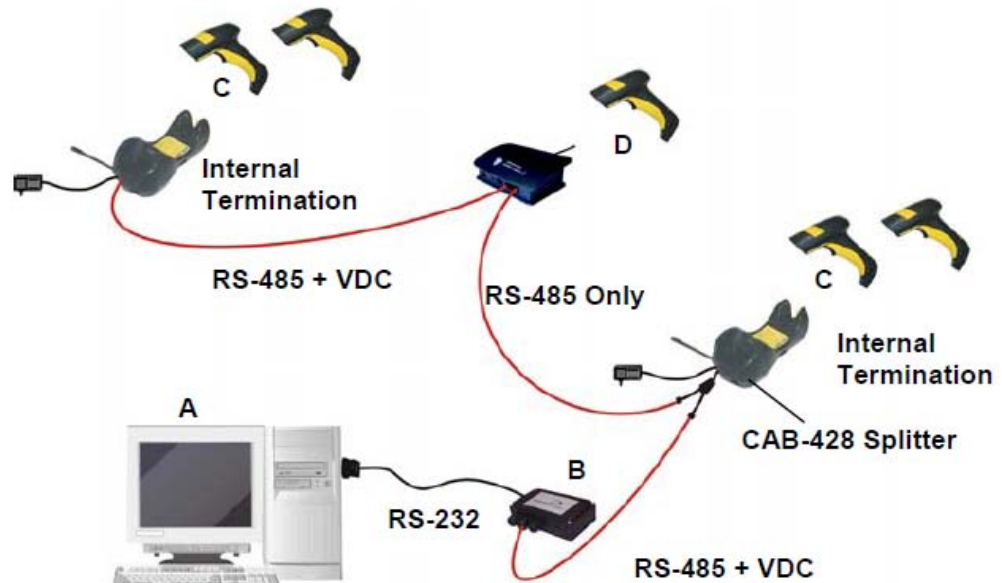 C
Internal
Termination
D
RS-485 + VDC
RS-485 Only
C
Internal
Termination
A
CAB-428 Splitter
B
RS-232
RS-485 + VDC